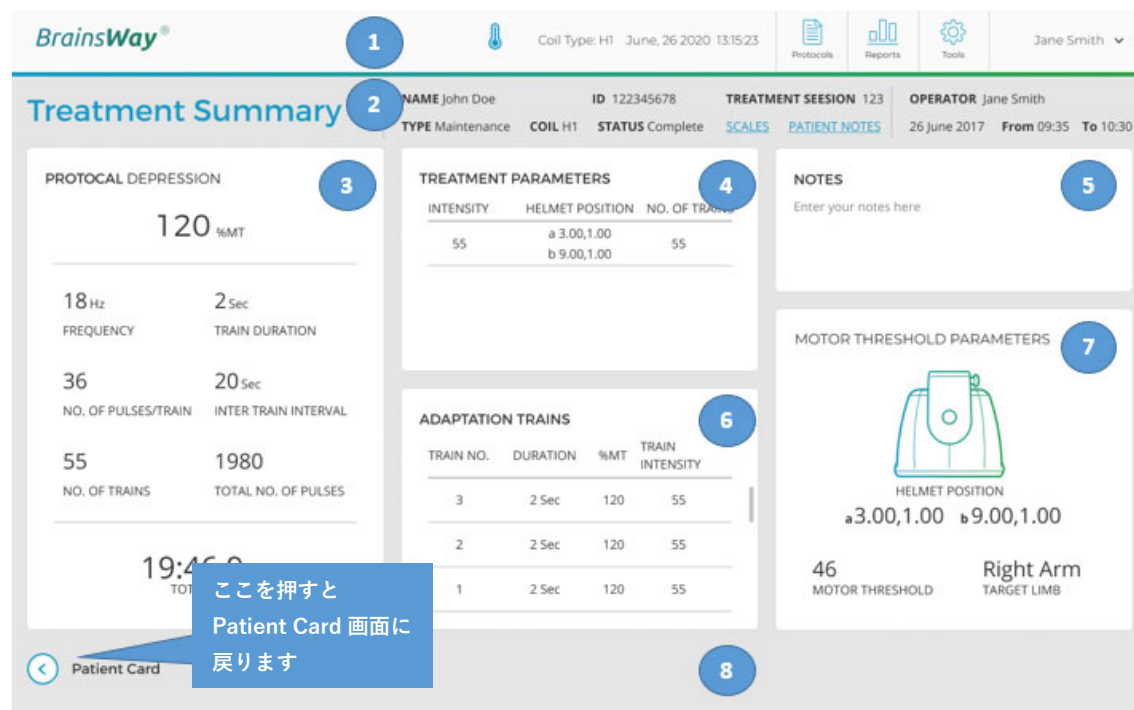 BrainsWay®
1
Coil Type: H1 June, 26 2020 13:15:23
Protocols
Reports
Tools
Jane Smith
Treatment Summary
2
NAME John Doe
ID 122345678
TREATMENT SEESION 123
OPERATOR Jane Smith
TYPE Maintenance
COIL H1
STATUS Complete
SCALES
PATIENT NOTES
26 June 2017 From 09:35 To 10:30
PROTOCAL DEPRESSION
3
120 %MT
18 Hz
2 Sec
FREQUENCY
TRAIN DURATION
36
20 Sec
NO. OF PULSES/TRAIN
INTER TRAIN INTERVAL
55
1980
NO. OF TRAINS
TOTAL NO. OF PULSES
TREATMENT PARAMETERS
4
INTENSITY
HELMET POSITION
NO. OF TRAINS
55
a 3.00,1.00
b 9.00,1.00
55
ADAPTATION TRAINS
6
TRAIN NO.
DURATION
%MT
TRAIN
INTENSITY
3 2 Sec 120 55
2 2 Sec 120 55
1 2 Sec 120 55
NOTES
5
Enter your notes here
MOTOR THRESHOLD PARAMETERS
7
HELMET POSITION
a 3.00,1.00 b 9.00,1.00
46
Right Arm
MOTOR THRESHOLD
TARGET LIMB
ここを押すと
Patient Card 画面に
戻ります
Patient Card
8